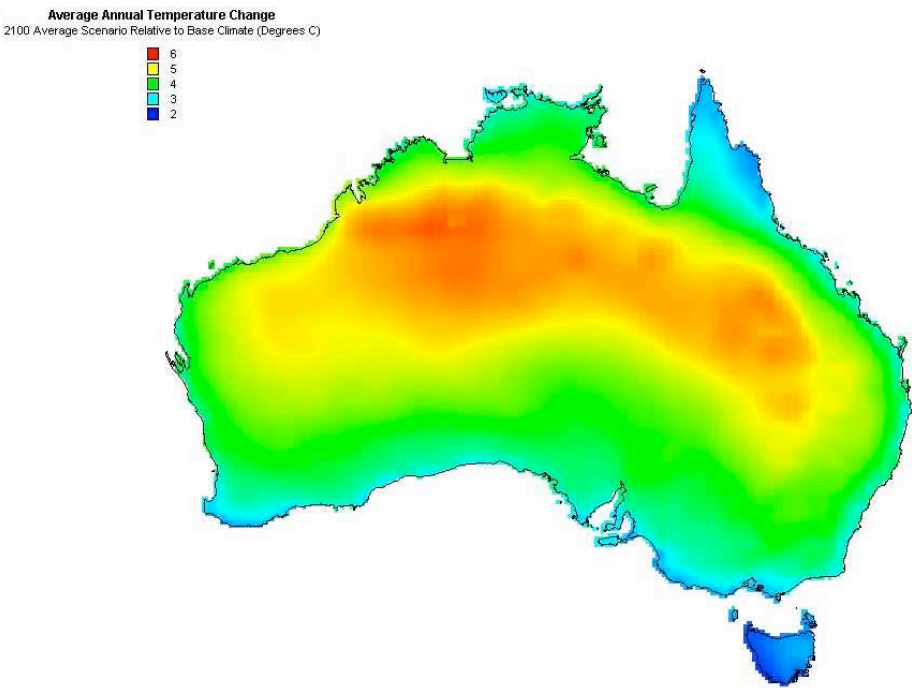 Average Annual Temperature Change
2100 Average Scenario Relative to Base Climate (Degrees C)
6
5
4
3
2